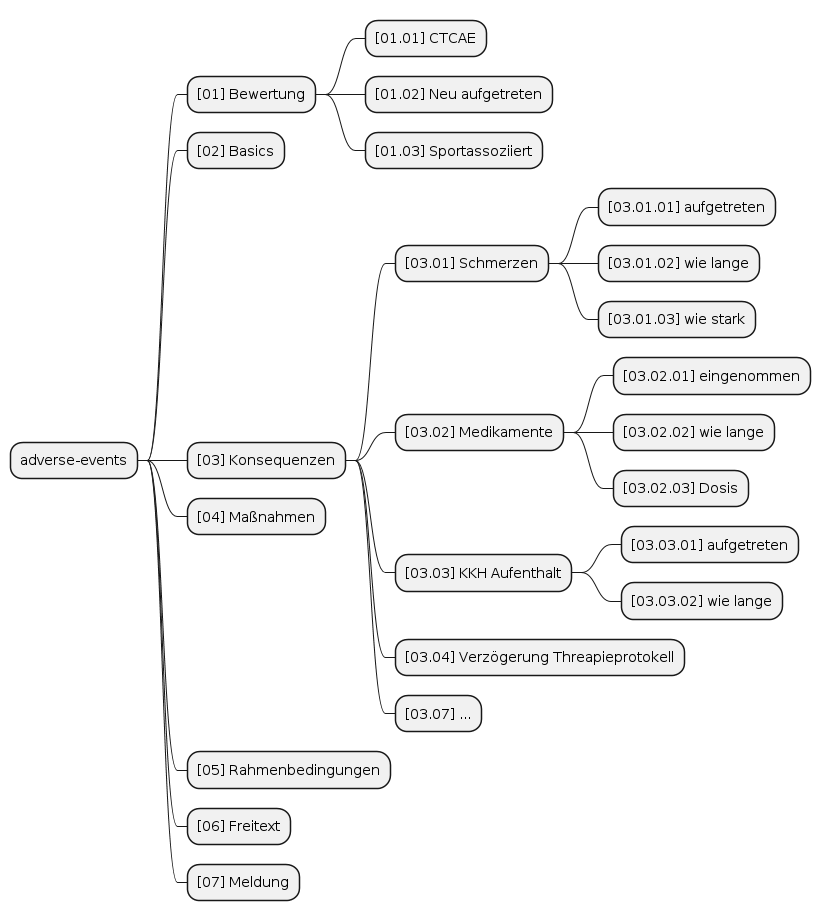 adverse-events
[01] Bewertung
[01.01] CTCAE
[01.02] Neu aufgetreten
[01.03] Sportassoziiert
[02] Basics
[03] Konsequenzen
[03.01] Schmerzen
[03.01.01] aufgetreten
[03.01.02] wie lange
[03.01.03] wie stark
[03.02] Medikamente
[03.02.01] eingenommen
[03.02.02] wie lange
[03.02.03] Dosis
[03.03] KKH Aufenthalt
[03.03.01] aufgetreten
[03.03.02] wie lange
[03.04] Verzögerung Threapieprotokell
[03.07] ...
[04] Maßnahmen
[05] Rahmenbedingungen
[06] Freitext
[07] Meldung